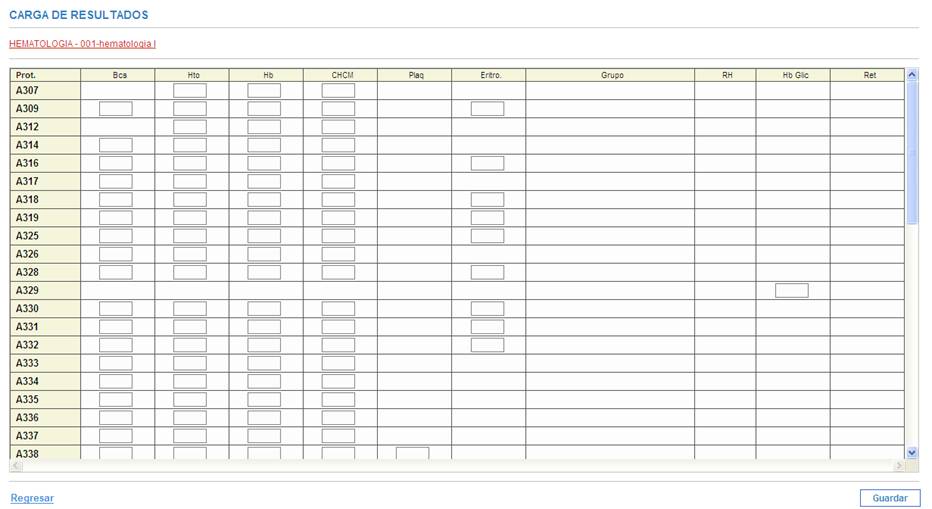 CARGA DE RESULTADOS
HEMATOLOGIA - 001-hematologia I
Prot. Bca Hto Hb CHCM Plaq Eritro. Grupo RH Hb Glic Ret
A307
A309
A312
A314
A316
A317
A318
A319
A325
A326
A328
A329
A330
A331
A332
A333
A334
A335
A336
A337
A338
Regresar Guardar